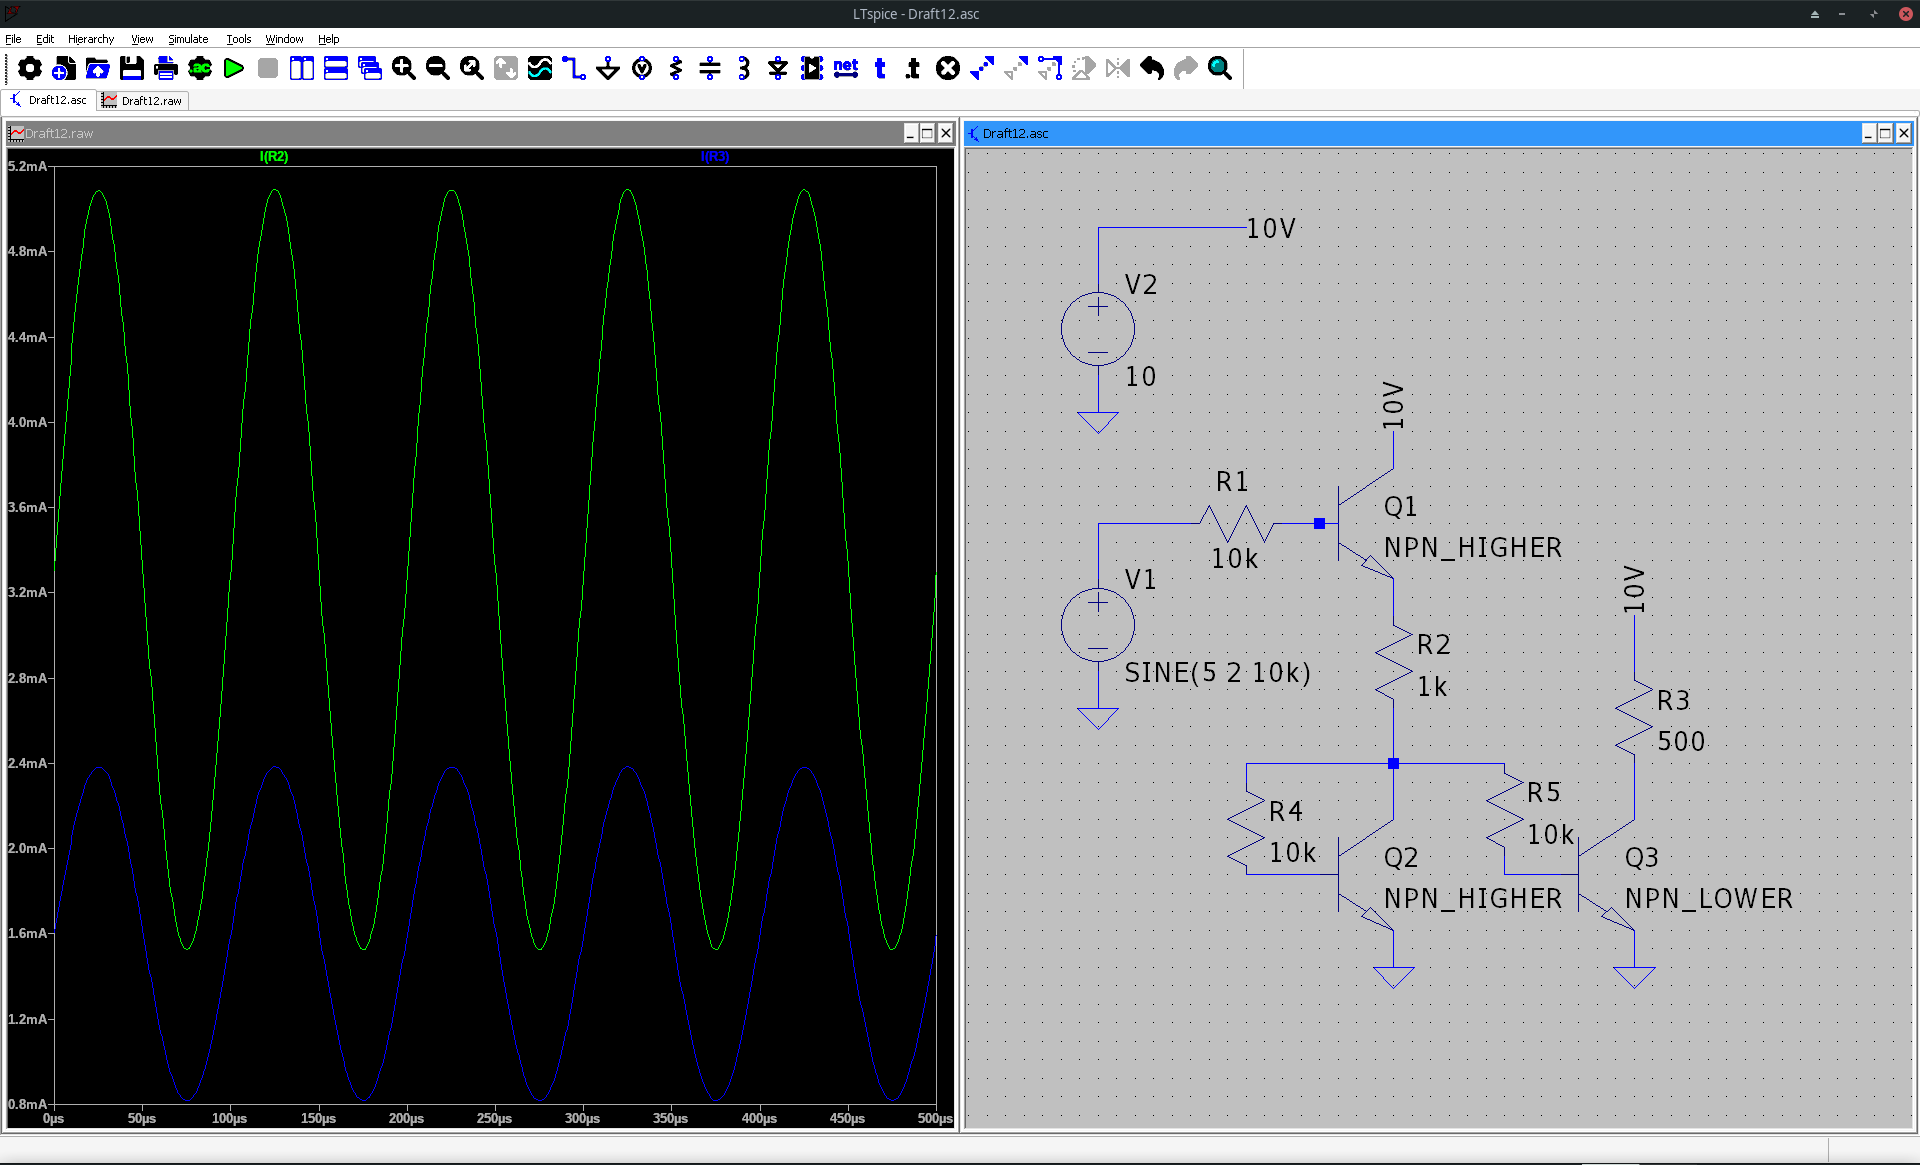 LTspice - Draft12.asc
File Edit Hierarchy View Simulate Tools Window Help
ac
net t .t
Draft12.asc Draft12.raw
Draft12.raw
I(R2) I(R3)
5.2mA
4.8mA
4.4mA
4.0mA
3.6mA
3.2mA
2.8mA
2.4mA
2.0mA
1.6mA
1.2mA
0.8mA
0µs 50µs 100µs 150µs 200µs 250µs 300µs 350µs 400µs 450µs 500µs
Draft12.asc
10V
V2
10
10V
R1
10k
Q1
NPN_HIGHER
V1
SINE(5 2 10k)
10V
R2
1k
R3
500
R4
10k
R5
10k
Q2
NPN_HIGHER
Q3
NPN_LOWER